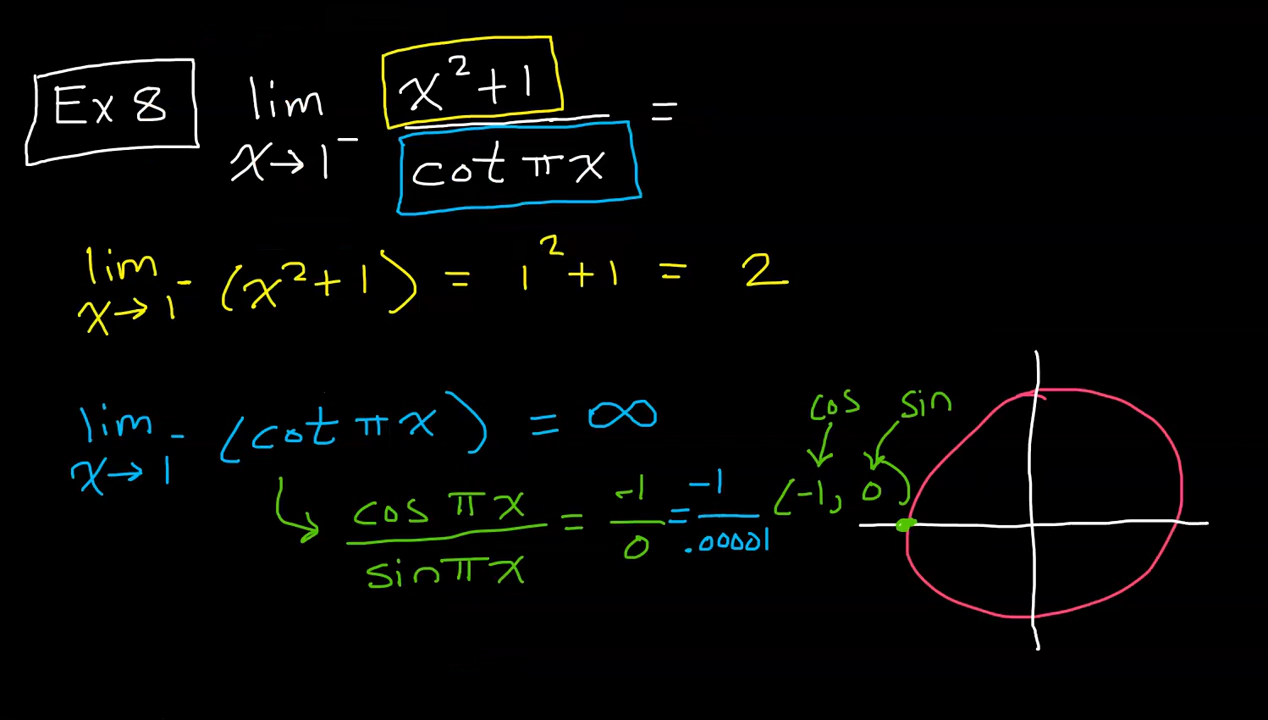 Ex 8 lim x→1⁻ x²+1 / cot πx =
lim x→1⁻ (x²+1) = 1²+1 = 2
lim x→1⁻ (cot πx) = ∞
cos sin
cos πx / sin πx = -1/0 = -1/.00001 (-1, 0)